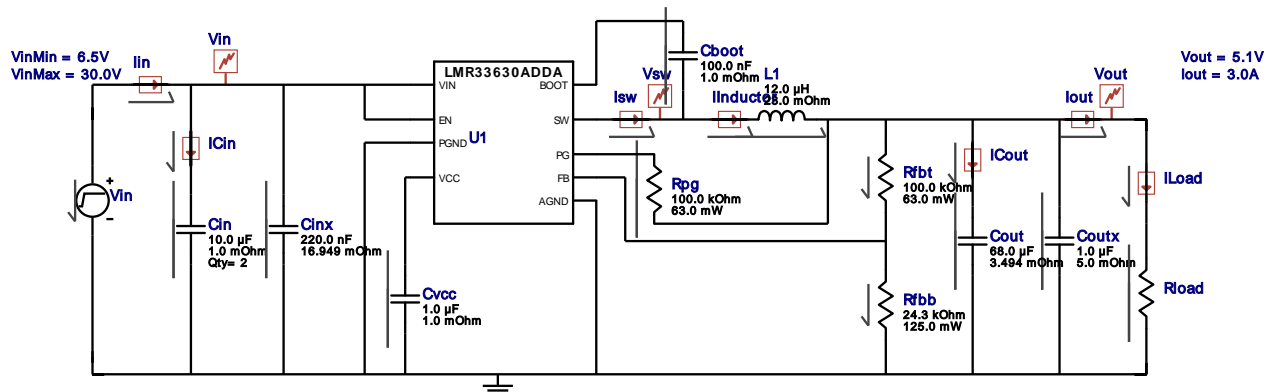 VinMin = 6.5V
VinMax = 30.0V
Iin
Vin
LMR33630ADDA
VIN
BOOT
EN
SW
PGND
U1
PG
VCC
FB
AGND
Cboot
100.0 nF
1.0 mOhm
Vsw
Isw
IInductor
L1
12.0 µH
28.0 mOhm
Vout = 5.1V
Iout = 3.0A
Vout
Iout
ICin
Vin
+
-
Cin
10.0 µF
1.0 mOhm
Qty= 2
Cinx
220.0 nF
16.949 mOhm
Cvcc
1.0 µF
1.0 mOhm
Rpg
100.0 kOhm
63.0 mW
Rfbt
100.0 kOhm
63.0 mW
Rfbb
24.3 kOhm
125.0 mW
ICout
Cout
68.0 µF
3.494 mOhm
Coutx
1.0 µF
5.0 mOhm
ILoad
Rload